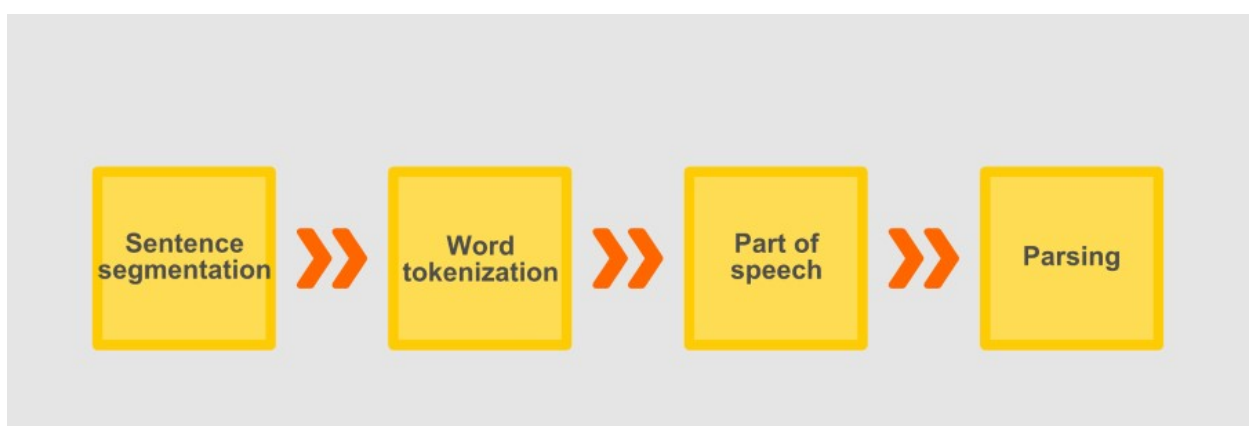 Sentence
segmentation
Word
tokenization
Part of
speech
Parsing